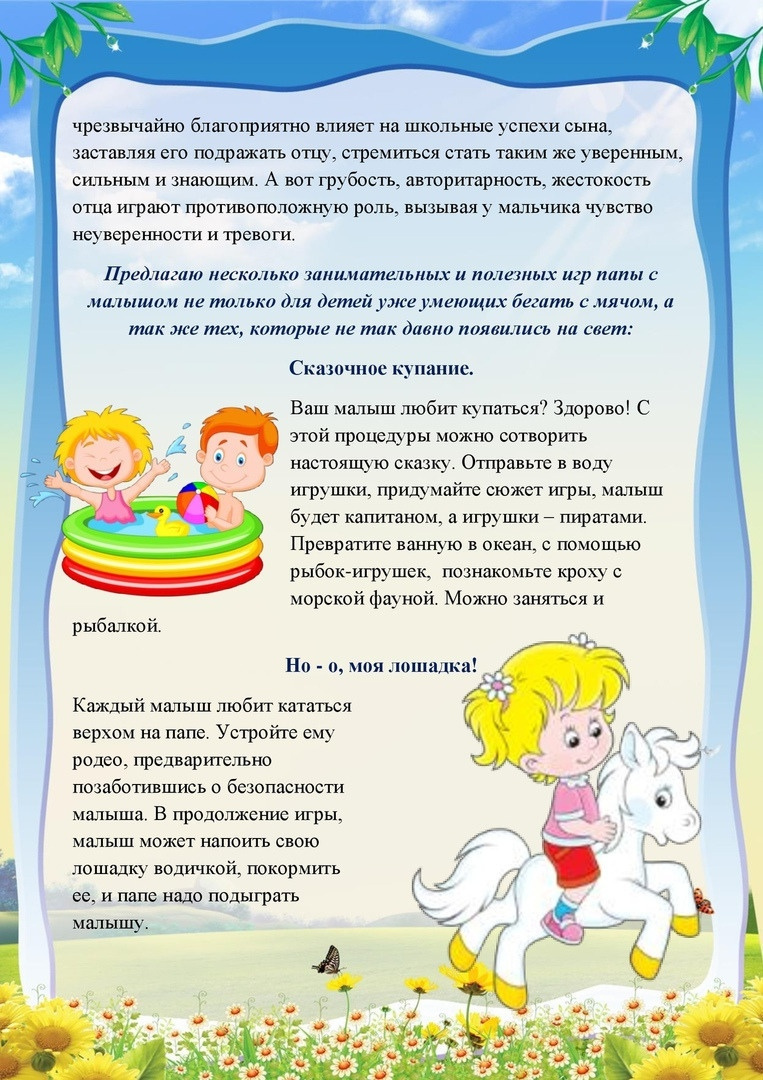 чрезвычайно благоприятно влияет на школьные успехи сына,
заставляя его подражать отцу, стремиться стать таким же уверенным,
сильным и знающим. А вот грубость, авторитарность, жестокость
отца играют противоположную роль, вызывая у мальчика чувство
неуверенности и тревоги.
Предлагаю несколько занимательных и полезных игр папы с
малышом не только для детей уже умеющих бегать с мячом, а
так же тех, которые не так давно появились на свет:
Сказочное купание.
Ваш малыш любит купаться? Здорово! С
этой процедуры можно сотворить
настоящую сказку. Отправьте в воду
игрушки, придумайте сюжет игры, малыш
будет капитаном, а игрушки – пиратами.
Превратите ванную в океан, с помощью
рыбок-игрушек, познакомьте кроху с
морской фауной. Можно заняться и
рыбалкой.
Но - о, моя лошадка!
Каждый малыш любит кататься
верхом на папе. Устройте ему
родео, предварительно
позаботившись о безопасности
малыша. В продолжение игры,
малыш может напоить свою
лошадку водичкой, покормить
ее, и папе надо подыграть
малышу.